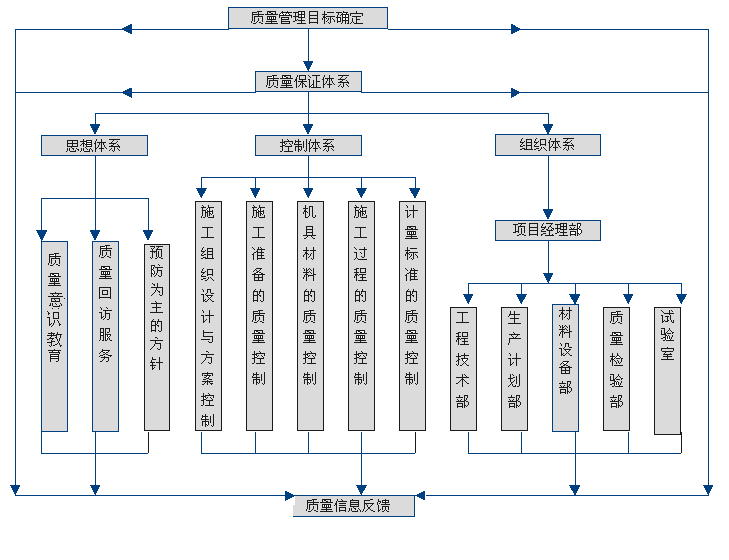 质量管理目标确定
质量保证体系
思想体系
控制体系
组织体系
项目经理部
质量意识教育
质量回访服务
预防为主的方针
施工组织设计与方案控制
施工准备的质量控制
机具材料的质量控制
施工过程的质量控制
计量标准的质量控制
工程技术部
生产计划部
材料设备部
质量检验部
试验室
质量信息反馈